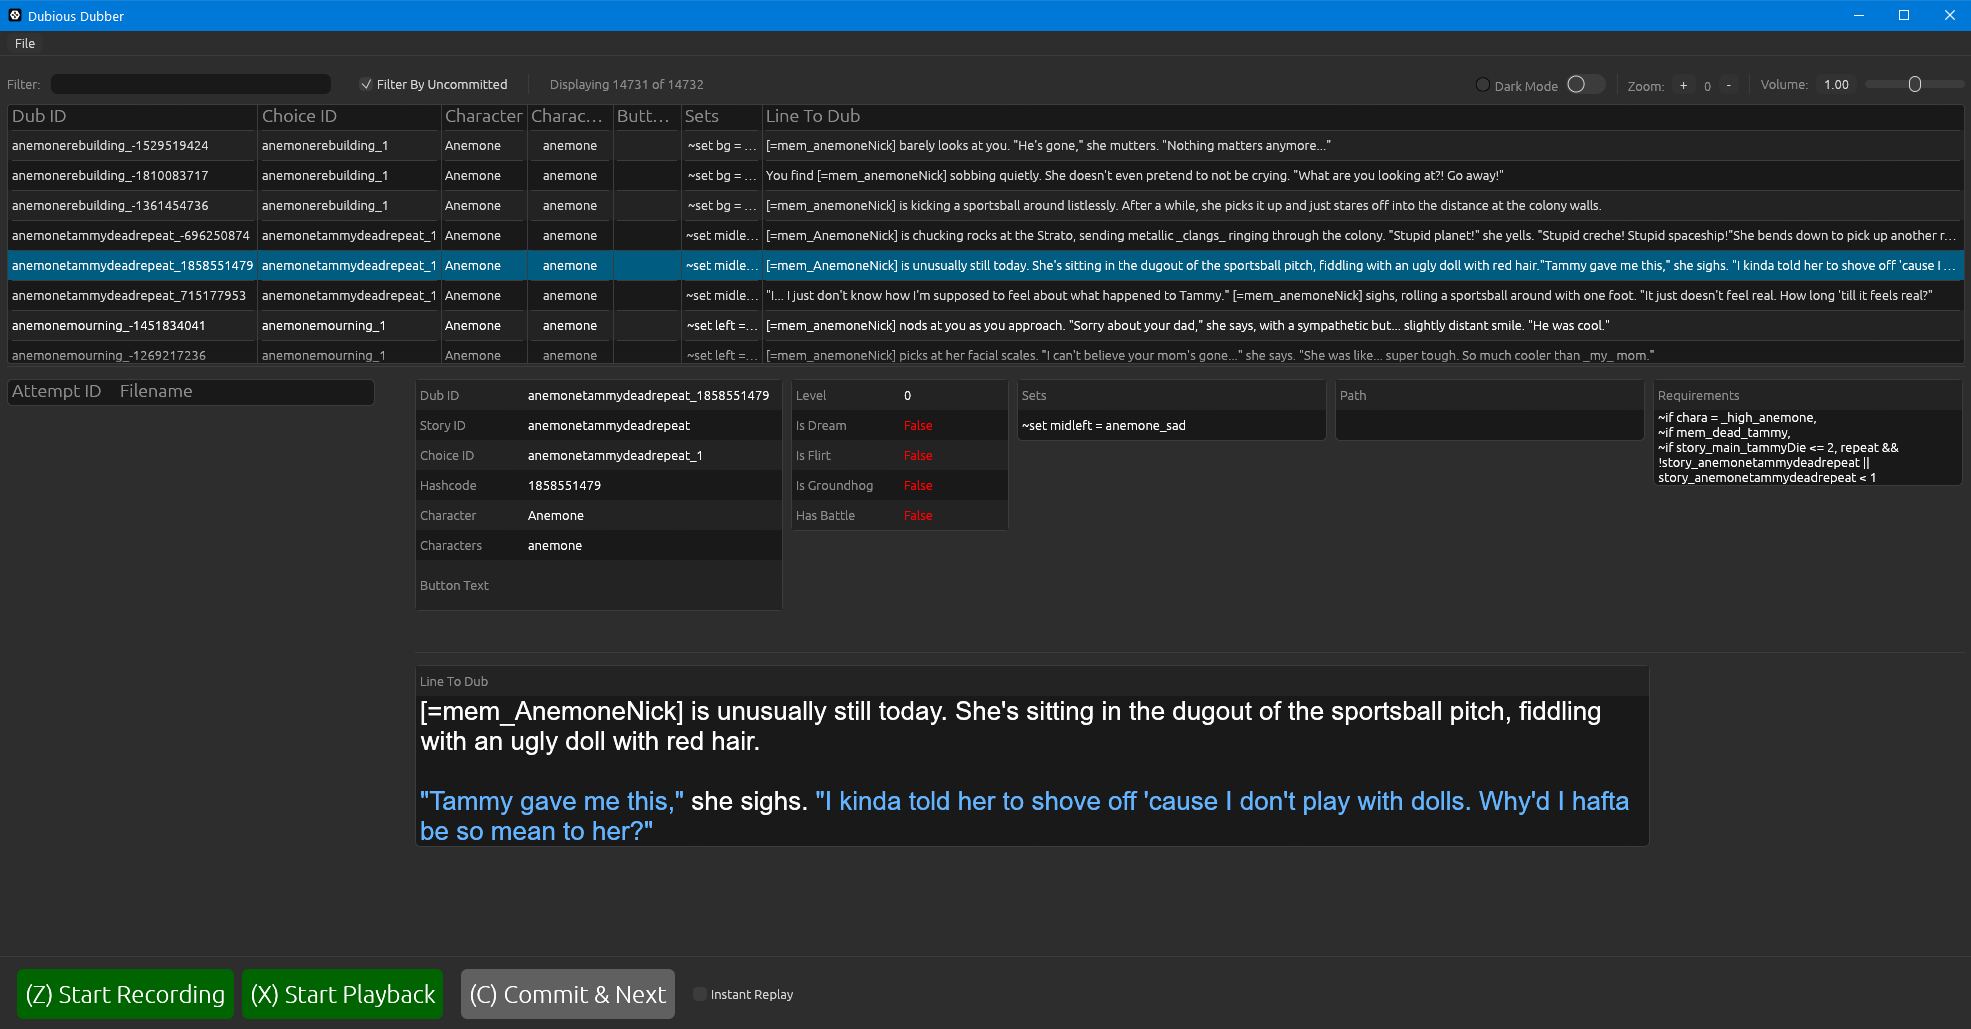 Dubious Dubber
File
Filter:
Filter By Uncommitted
Displaying 14731 of 14732
Dark Mode
Zoom: + 0 -
Volume: 1.00
Dub ID Choice ID Character Charac... Butt... Sets Line To Dub
anemonerebuilding_-1529519424 anemonerebuilding_1 Anemone anemone ~set bg = ... [=mem_anemoneNick] barely looks at you. "He's gone," she mutters. "Nothing matters anymore..."
anemonerebuilding_-1810083717 anemonerebuilding_1 Anemone anemone ~set bg = ... You find [=mem_anemoneNick] sobbing quietly. She doesn't even pretend to not be crying. "What are you looking at?! Go away!"
anemonerebuilding_-1361454736 anemonerebuilding_1 Anemone anemone ~set bg = ... [=mem_anemoneNick] is kicking a sportsball around listlessly. After a while, she picks it up and just stares off into the distance at the colony walls.
anemonetammydeadrepeat_-696250874 anemonetammydeadrepeat_1 Anemone anemone ~set midle... [=mem_AnemoneNick] is chucking rocks at the Strato, sending metallic _clangs_ ringing through the colony. "Stupid planet!" she yells. "Stupid creche! Stupid spaceship!"She bends down to pick up another r...
anemonetammydeadrepeat_1858551479 anemonetammydeadrepeat_1 Anemone anemone ~set midle... [=mem_AnemoneNick] is unusually still today. She's sitting in the dugout of the sportsball pitch, fiddling with an ugly doll with red hair."Tammy gave me this," she sighs. "I kinda told her to shove off 'cause I ...
anemonetammydeadrepeat_715177953 anemonetammydeadrepeat_1 Anemone anemone ~set midle... "I... I just don't know how I'm supposed to feel about what happened to Tammy." [=mem_anemoneNick] sighs, rolling a sportsball around with one foot. "It just doesn't feel real. How long 'till it feels real?"
anemonemourning_-1451834041 anemonemourning_1 Anemone anemone ~set left =... [=mem_anemoneNick] nods at you as you approach. "Sorry about your dad," she says, with a sympathetic but... slightly distant smile. "He was cool."
anemonemourning_-1269217236 anemonemourning_1 Anemone anemone ~set left =... [=mem_anemoneNick] picks at her facial scales. "I can't believe your mom's gone..." she says. "She was like... super tough. So much cooler than _my_ mom."
Attempt ID Filename
Dub ID anemonetammydeadrepeat_1858551479
Story ID anemonetammydeadrepeat
Choice ID anemonetammydeadrepeat_1
Hashcode 1858551479
Character Anemone
Characters anemone
Button Text
Level 0
Is Dream False
Is Flirt False
Is Groundhog False
Has Battle False
Sets
~set midleft = anemone_sad
Path
Requirements
~if chara = _high_anemone,
~if mem_dead_tammy,
~if story_main_tammyDie <= 2, repeat &&
!story_anemonetammydeadrepeat ||
story_anemonetammydeadrepeat < 1
Line To Dub
[=mem_AnemoneNick] is unusually still today. She's sitting in the dugout of the sportsball pitch, fiddling
with an ugly doll with red hair.
"Tammy gave me this," she sighs. "I kinda told her to shove off 'cause I don't play with dolls. Why'd I hafta
be so mean to her?"
(Z) Start Recording
(X) Start Playback
(C) Commit & Next
Instant Replay